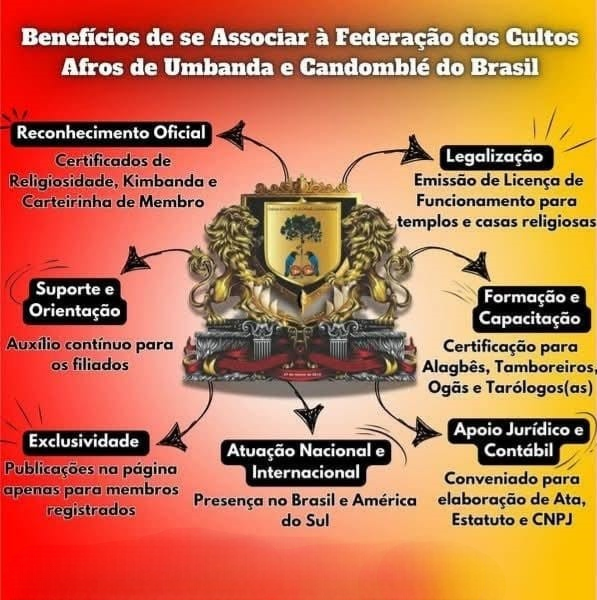 Benefícios de se Associar à Federação dos Cultos
Afros de Umbanda e Candomblé do Brasil
Reconhecimento Oficial
Certificados de
Religiosidade, Kimbanda e
Carteirinha de Membro
Legalização
Emissão de Licença de
Funcionamento para
templos e casas religiosas
Suporte e
Orientação
Auxílio contínuo para
os filiados
Formação e
Capacitação
Certificação para
Alagbês, Tamboreiros,
Ogãs e Tarólogos(as)
Exclusividade
Publicações na página
apenas para membros
registrados
Atuação Nacional e
Internacional
Presença no Brasil e América
do Sul
Apoio Jurídico e
Contábil
Conveniado para
elaboração de Ata,
Estatuto e CNPJ